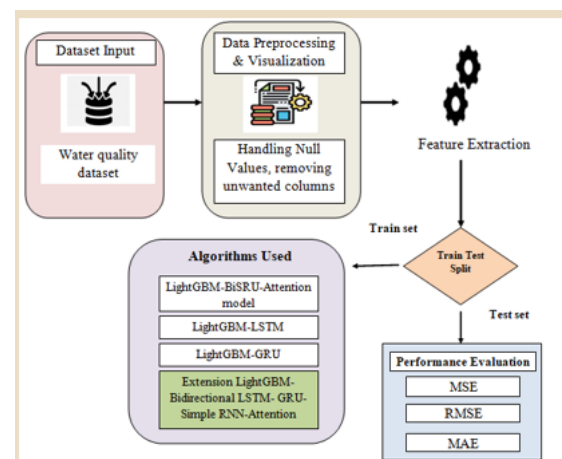 Dataset Input
Water quality
dataset
Data Preprocessing
& Visualization
Handling Null
Values, removing
unwanted columns
Feature Extraction
Train set
Train Test
Split
Test set
Algorithms Used
LightGBM-BiSRU-Attention
model
LightGBM-LSTM
LightGBM-GRU
Extension LightGBM-
Bidirectional LSTM- GRU-
Simple RNN-Attention
Performance Evaluation
MSE
RMSE
MAE